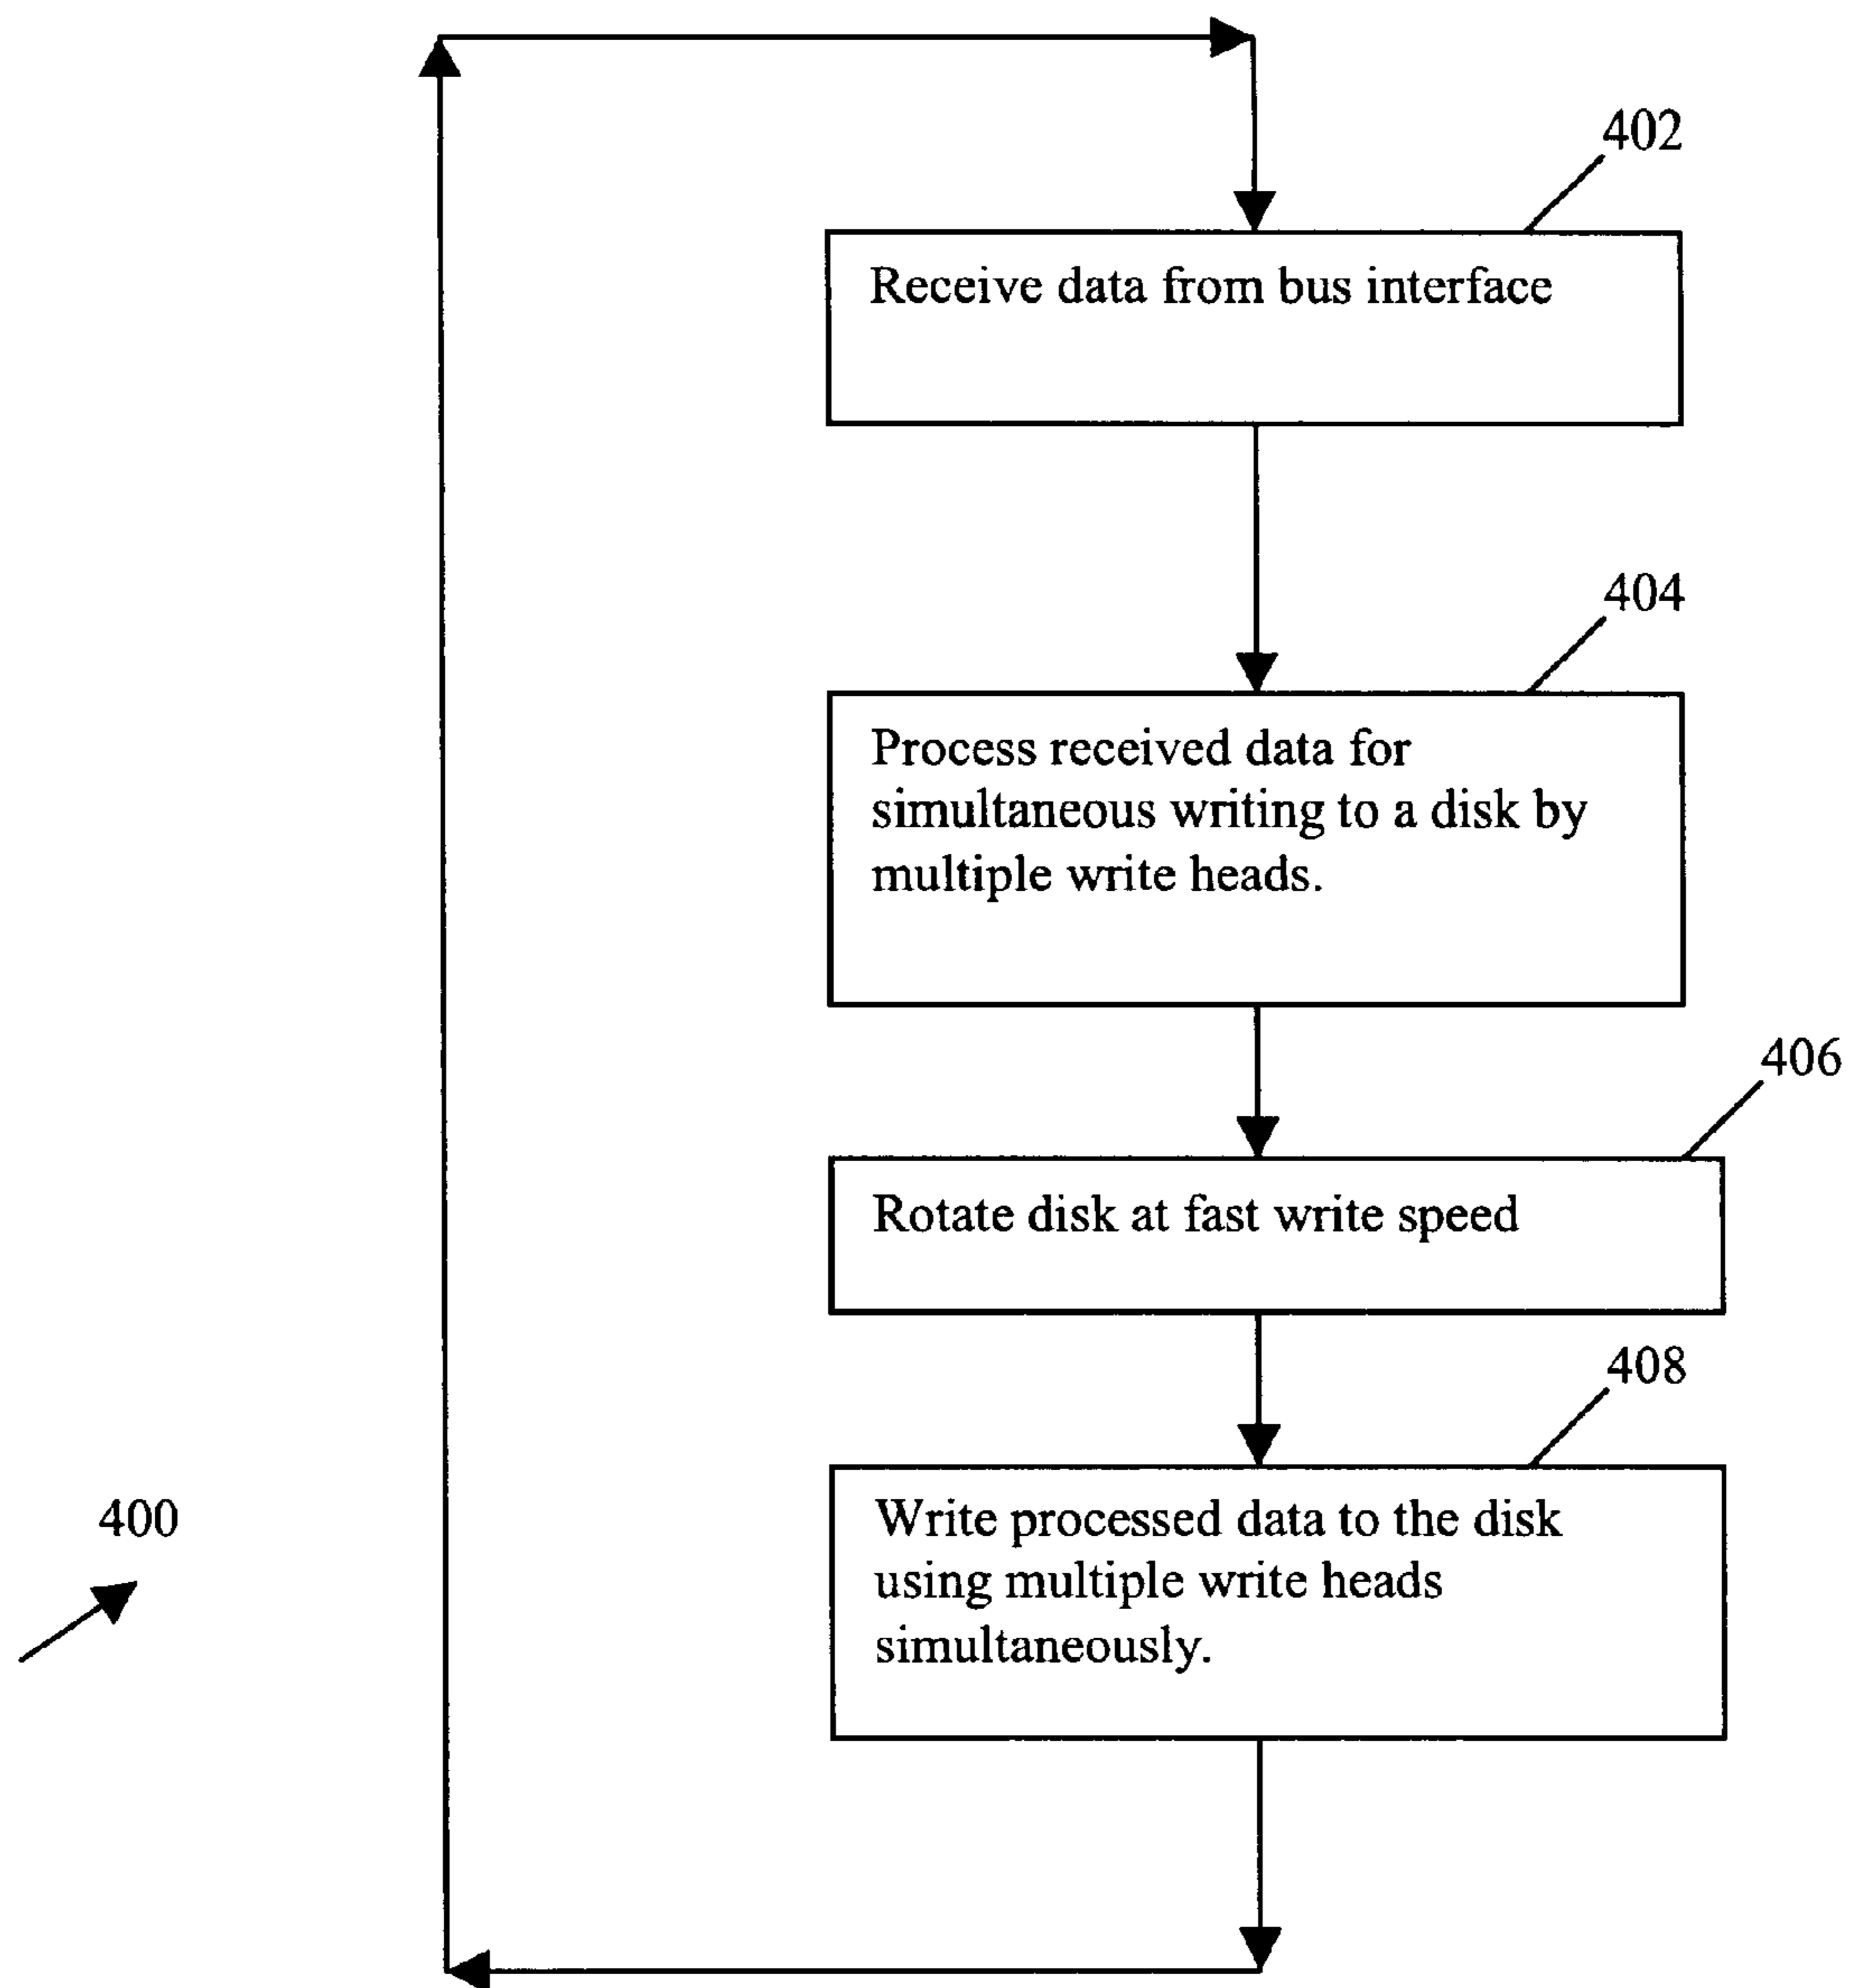 402
Receive data from bus interface
404
Process received data for
simultaneous writing to a disk by
multiple write heads.
406
Rotate disk at fast write speed
408
Write processed data to the disk
using multiple write heads
simultaneously.
400